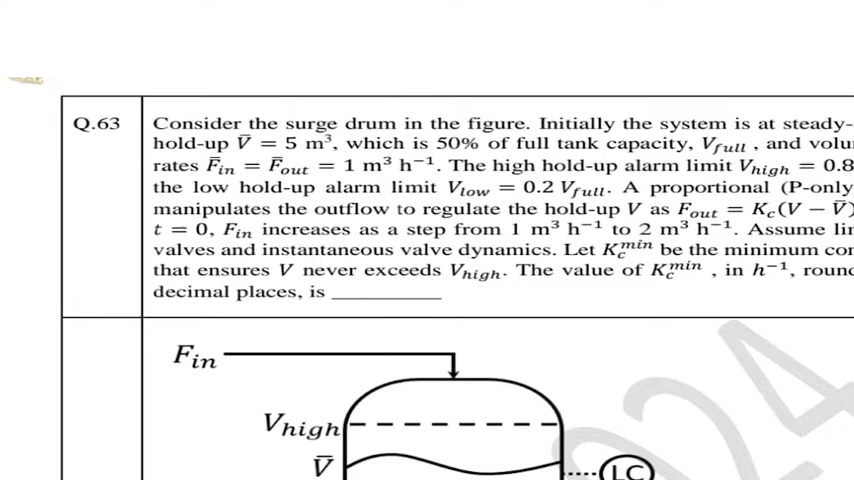 Q.63
Consider the surge drum in the figure. Initially the system is at steady-
hold-up V̄ = 5 m³, which is 50% of full tank capacity, V_full , and volu
rates F̄_in = F̄_out = 1 m³ h⁻¹. The high hold-up alarm limit V_high = 0.8
the low hold-up alarm limit V_low = 0.2 V_full. A proportional (P-only
manipulates the outflow to regulate the hold-up V as F_out = K_c(V − V̄)
t = 0, F_in increases as a step from 1 m³ h⁻¹ to 2 m³ h⁻¹. Assume lin
valves and instantaneous valve dynamics. Let K_c^min be the minimum con
that ensures V never exceeds V_high. The value of K_c^min , in h⁻¹, round
decimal places, is ___________
F_in
V_high
V̄
LC
024